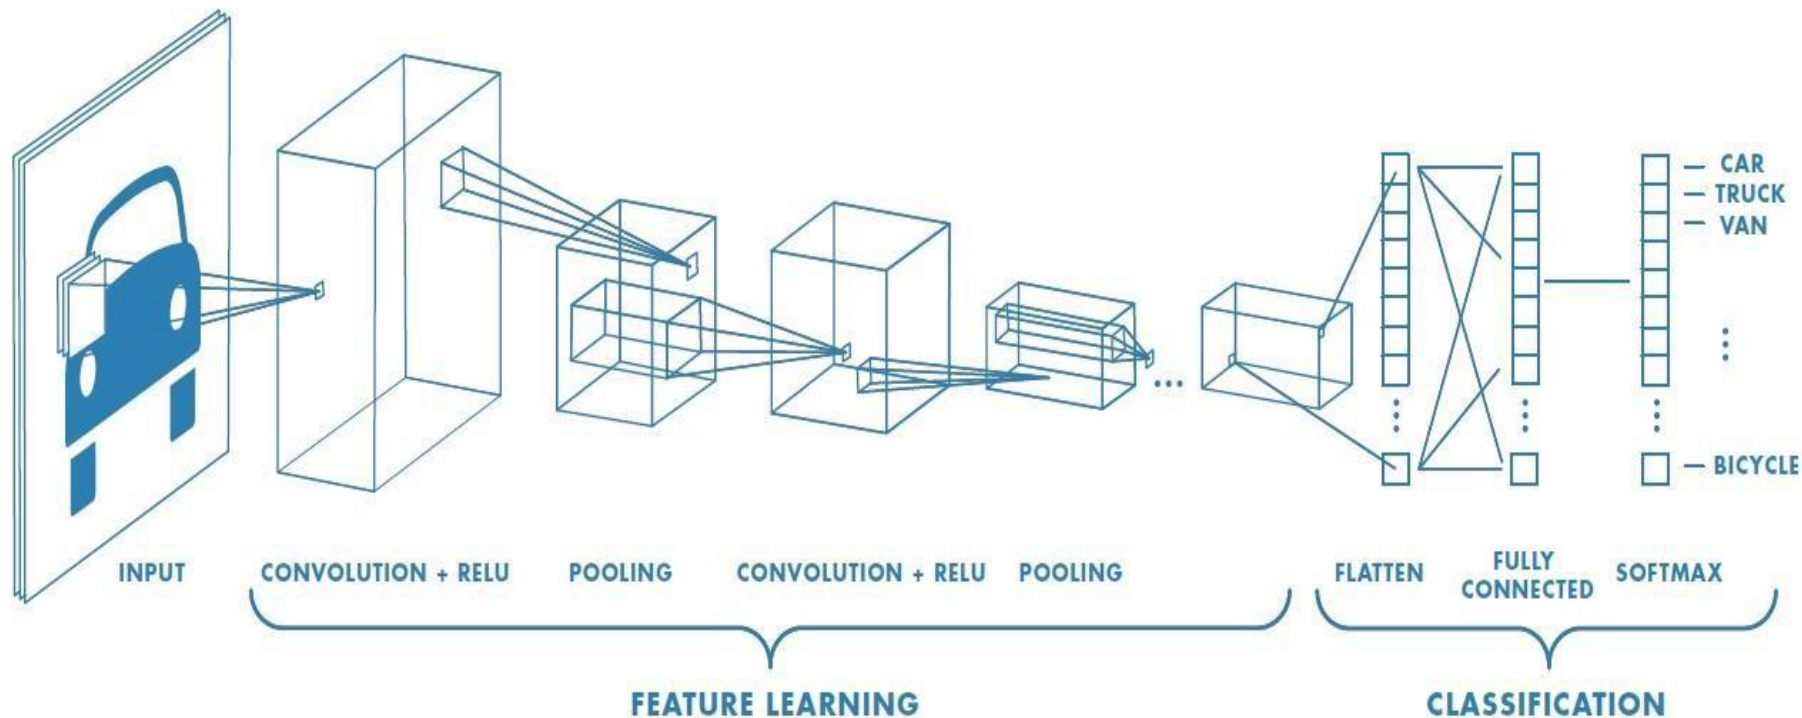 CAR
TRUCK
VAN
BICYCLE
INPUT
CONVOLUTION + RELU
POOLING
CONVOLUTION + RELU
POOLING
FLATTEN
FULLY
CONNECTED
SOFTMAX
FEATURE LEARNING
CLASSIFICATION